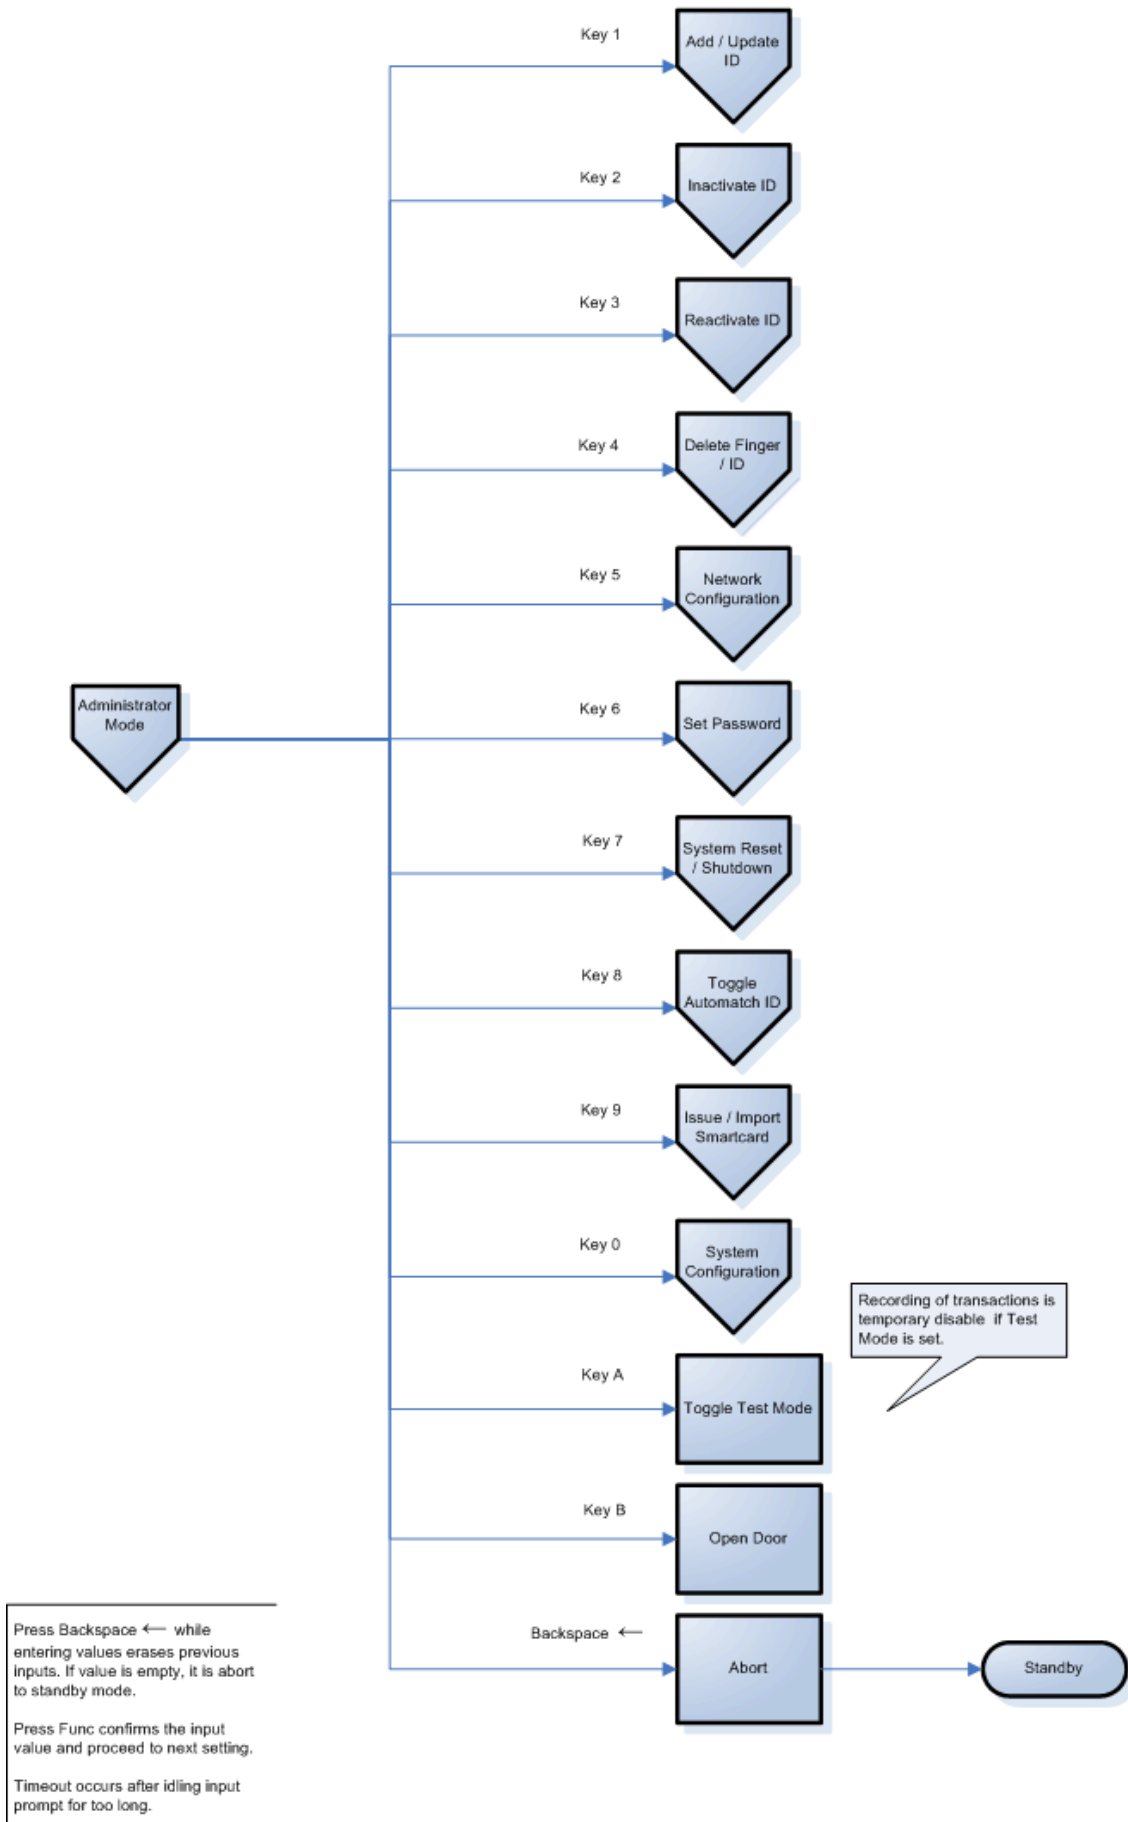 Key 1
Add / Update
ID
Key 2
Inactivate ID
Key 3
Reactivate ID
Key 4
Delete Finger
/ ID
Key 5
Network
Configuration
Administrator
Mode
Key 6
Set Password
Key 7
System Reset
/ Shutdown
Key 8
Toggle
Automatch ID
Key 9
Issue / Import
Smartcard
Key 0
System
Configuration
Recording of transactions is
temporary disable if Test
Mode is set.
Key A
Toggle Test Mode
Key B
Open Door
Backspace ←
Abort
Standby
Press Backspace ← while
entering values erases previous
inputs. If value is empty, it is abort
to standby mode.
Press Func confirms the input
value and proceed to next setting.
Timeout occurs after idling input
prompt for too long.